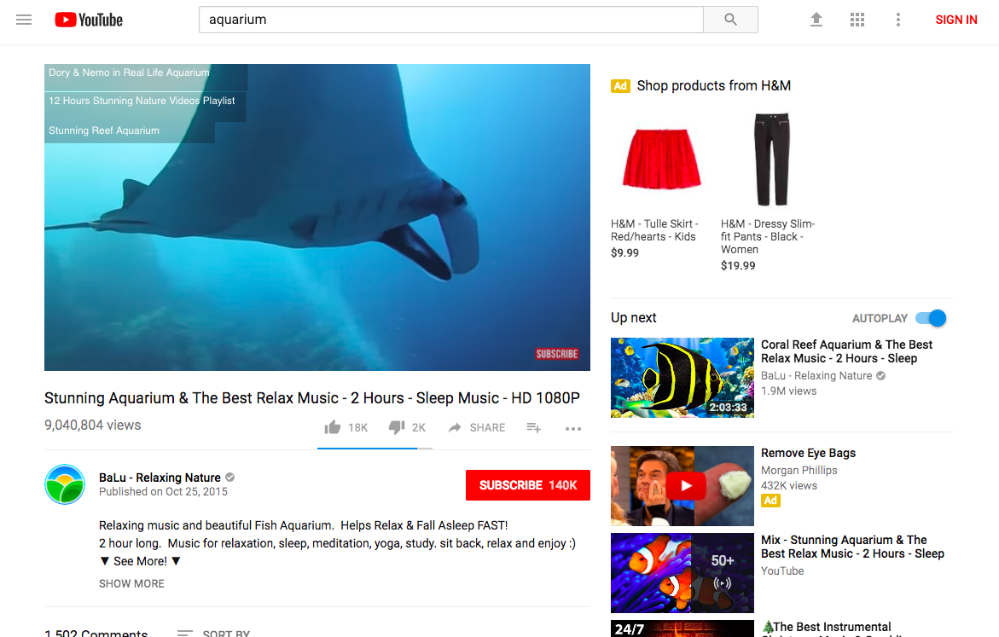 YouTube
aquarium
SIGN IN
Dory & Nemo in Real Life Aquarium
12 Hours Stunning Nature Videos Playlist
Stunning Reef Aquarium
SUBSCRIBE
Stunning Aquarium & The Best Relax Music - 2 Hours - Sleep Music - HD 1080P
9,040,804 views
18K
2K
SHARE
BaLu - Relaxing Nature
Published on Oct 25, 2015
SUBSCRIBE 140K
Relaxing music and beautiful Fish Aquarium. Helps Relax & Fall Asleep FAST!
2 hour long. Music for relaxation, sleep, meditation, yoga, study. sit back, relax and enjoy :)
▼ See More! ▼
SHOW MORE
1,502 Comments
SORT BY
Ad Shop products from H&M
H&M - Tulle Skirt -
Red/hearts - Kids
$9.99
H&M - Dressy Slim-
fit Pants - Black -
Women
$19.99
Up next
AUTOPLAY
2:03:33
Coral Reef Aquarium & The Best
Relax Music - 2 Hours - Sleep
BaLu - Relaxing Nature
1.9M views
Remove Eye Bags
Morgan Phillips
432K views
Ad
50+
Mix - Stunning Aquarium & The
Best Relax Music - 2 Hours - Sleep
YouTube
24/7
🌲The Best Instrumental